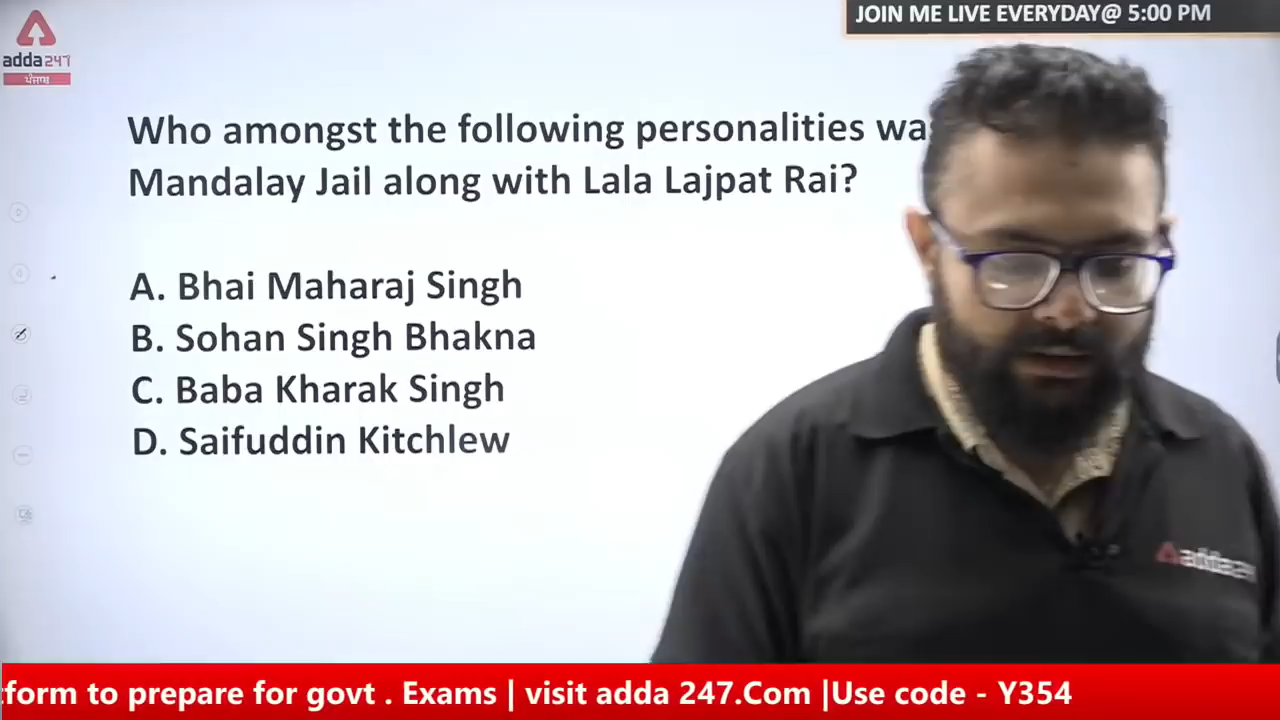 JOIN ME LIVE EVERYDAY@ 5:00 PM
adda247
ਪੰਜਾਬ
Who amongst the following personalities wa
Mandalay Jail along with Lala Lajpat Rai?
A. Bhai Maharaj Singh
B. Sohan Singh Bhakna
C. Baba Kharak Singh
D. Saifuddin Kitchlew
adda247
form to prepare for govt . Exams | visit adda 247.Com |Use code - Y354